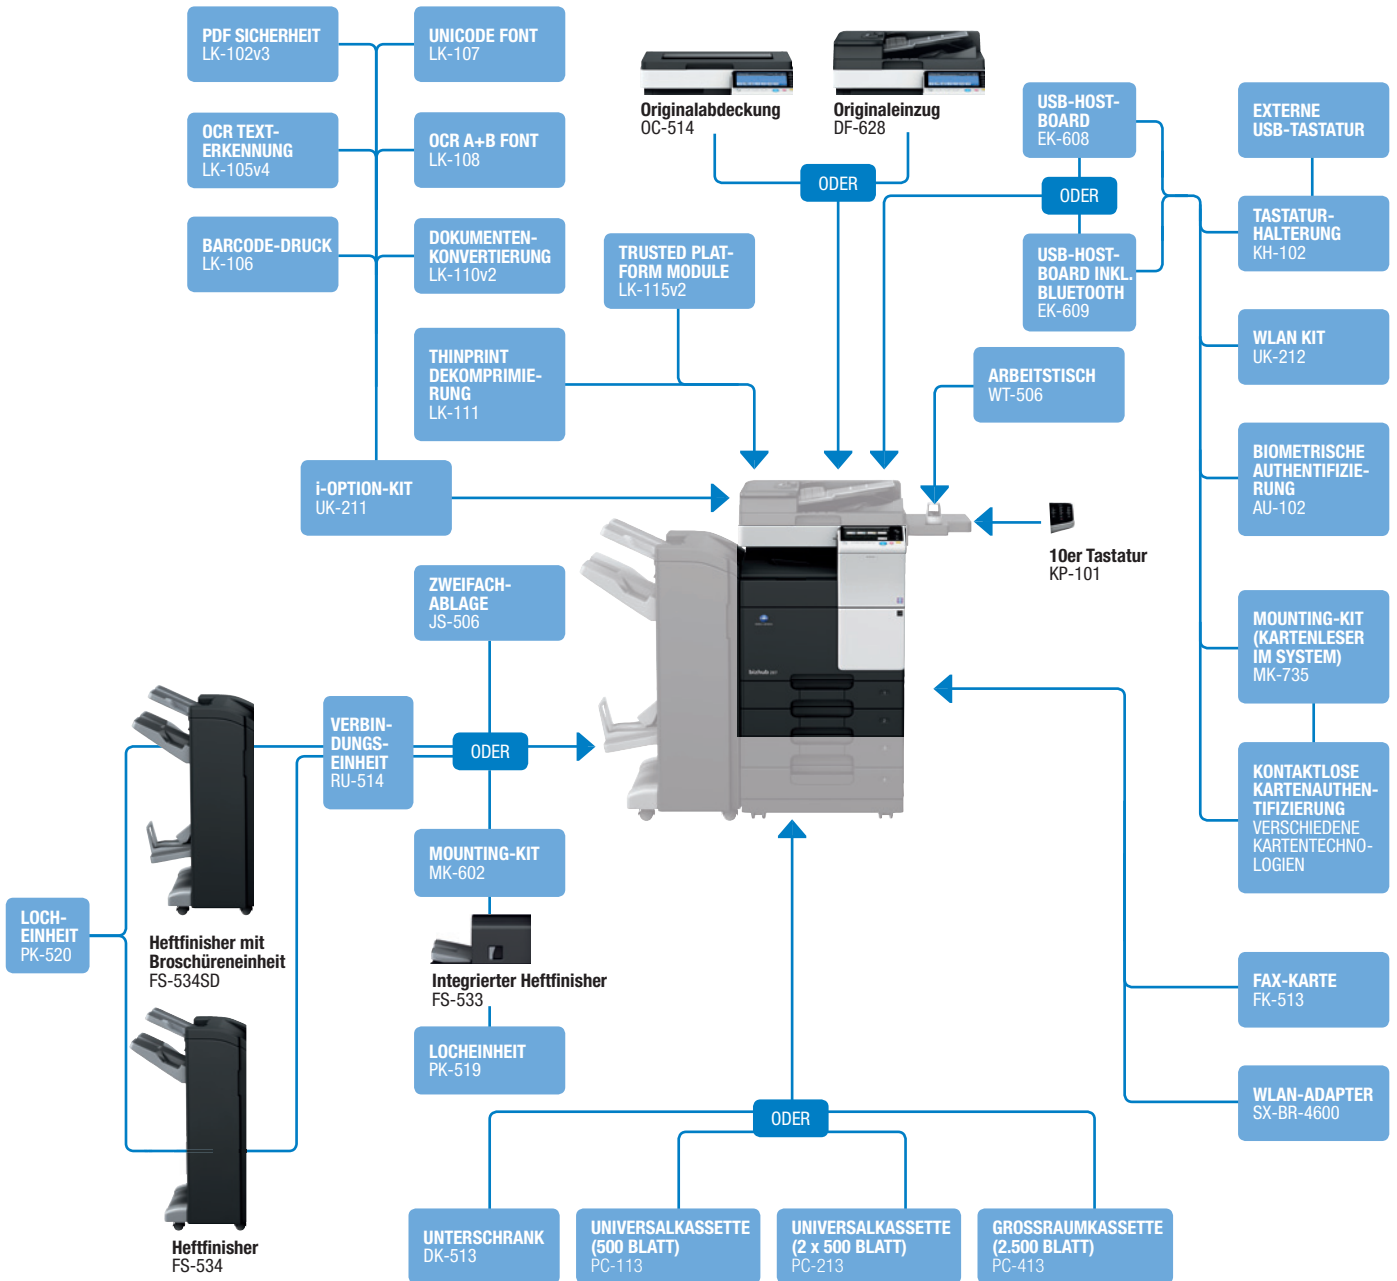 PDF SICHERHEIT
LK-102v3
UNICODE FONT
LK-107
OCR TEXT-
ERKENNUNG
LK-105v4
OCR A+B FONT
LK-108
BARCODE-DRUCK
LK-106
DOKUMENTEN-
KONVERTIERUNG
LK-110v2
THINPRINT
DEKOMPRIMIE-
RUNG
LK-111
i-OPTION-KIT
UK-211
TRUSTED PLAT-
FORM MODULE
LK-115v2
Originalabdeckung
OC-514
Originaleinzug
DF-628
ODER
USB-HOST-
BOARD
EK-608
ODER
USB-HOST-
BOARD INKL.
BLUETOOTH
EK-609
EXTERNE
USB-TASTATUR
TASTATUR-
HALTERUNG
KH-102
WLAN KIT
UK-212
ARBEITSTISCH
WT-506
BIOMETRISCHE
AUTHENTIFIZIE-
RUNG
AU-102
10er Tastatur
KP-101
MOUNTING-KIT
(KARTENLESER
IM SYSTEM)
MK-735
KONTAKTLOSE
KARTENAUTHEN-
TIFIZIERUNG
VERSCHIEDENE
KARTENTECHNO-
LOGIEN
FAX-KARTE
FK-513
WLAN-ADAPTER
SX-BR-4600
ZWEIFACH-
ABLAGE
JS-506
VERBIN-
DUNGS-
EINHEIT
RU-514
ODER
MOUNTING-KIT
MK-602
Integrierter Heftfinisher
FS-533
LOCHEINHEIT
PK-519
LOCH-
EINHEIT
PK-520
Heftfinisher mit
Broschüreneinheit
FS-534SD
Heftfinisher
FS-534
bizhub
ODER
UNTERSCHRANK
DK-513
UNIVERSALKASSETTE
(500 BLATT)
PC-113
UNIVERSALKASSETTE
(2 x 500 BLATT)
PC-213
GROSSRAUMKASSETTE
(2.500 BLATT)
PC-413